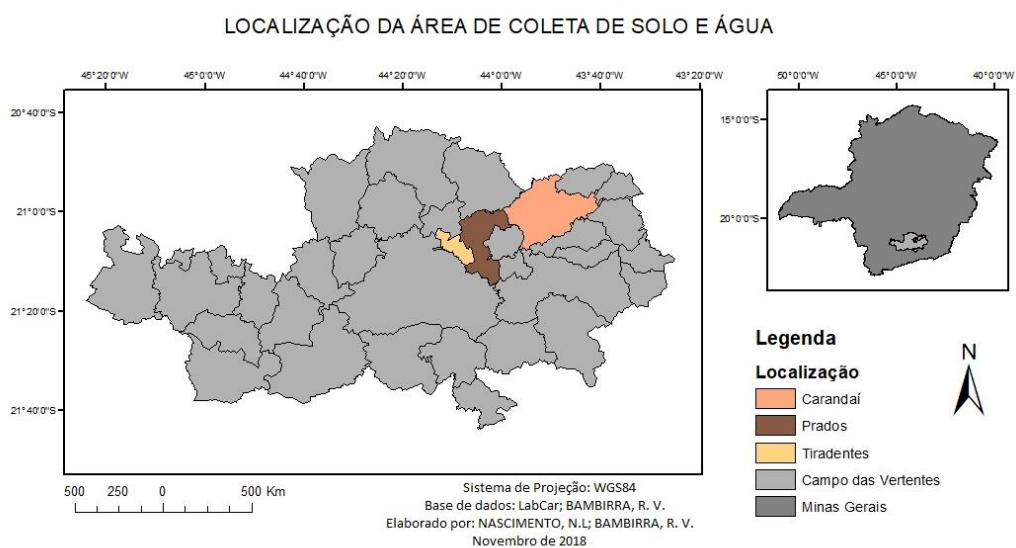 LOCALIZAÇÃO DA ÁREA DE COLETA DE SOLO E ÁGUA
45°20'0"W 45°0'0"W 44°40'0"W 44°20'0"W 44°0'0"W 43°40'0"W 43°20'0"W
20°40'0"S
21°0'0"S
21°20'0"S
21°40'0"S
50°0'0"W 45°0'0"W 40°0'0"W
15°0'0"S
20°0'0"S
Legenda
Localização
Carandaí
Prados
Tiradentes
Campo das Vertentes
Minas Gerais
N
500 250 0 500 Km
Sistema de Projeção: WGS84
Base de dados: LabCar; BAMBIRRA, R. V.
Elaborado por: NASCIMENTO, N.L; BAMBIRRA, R. V.
Novembro de 2018